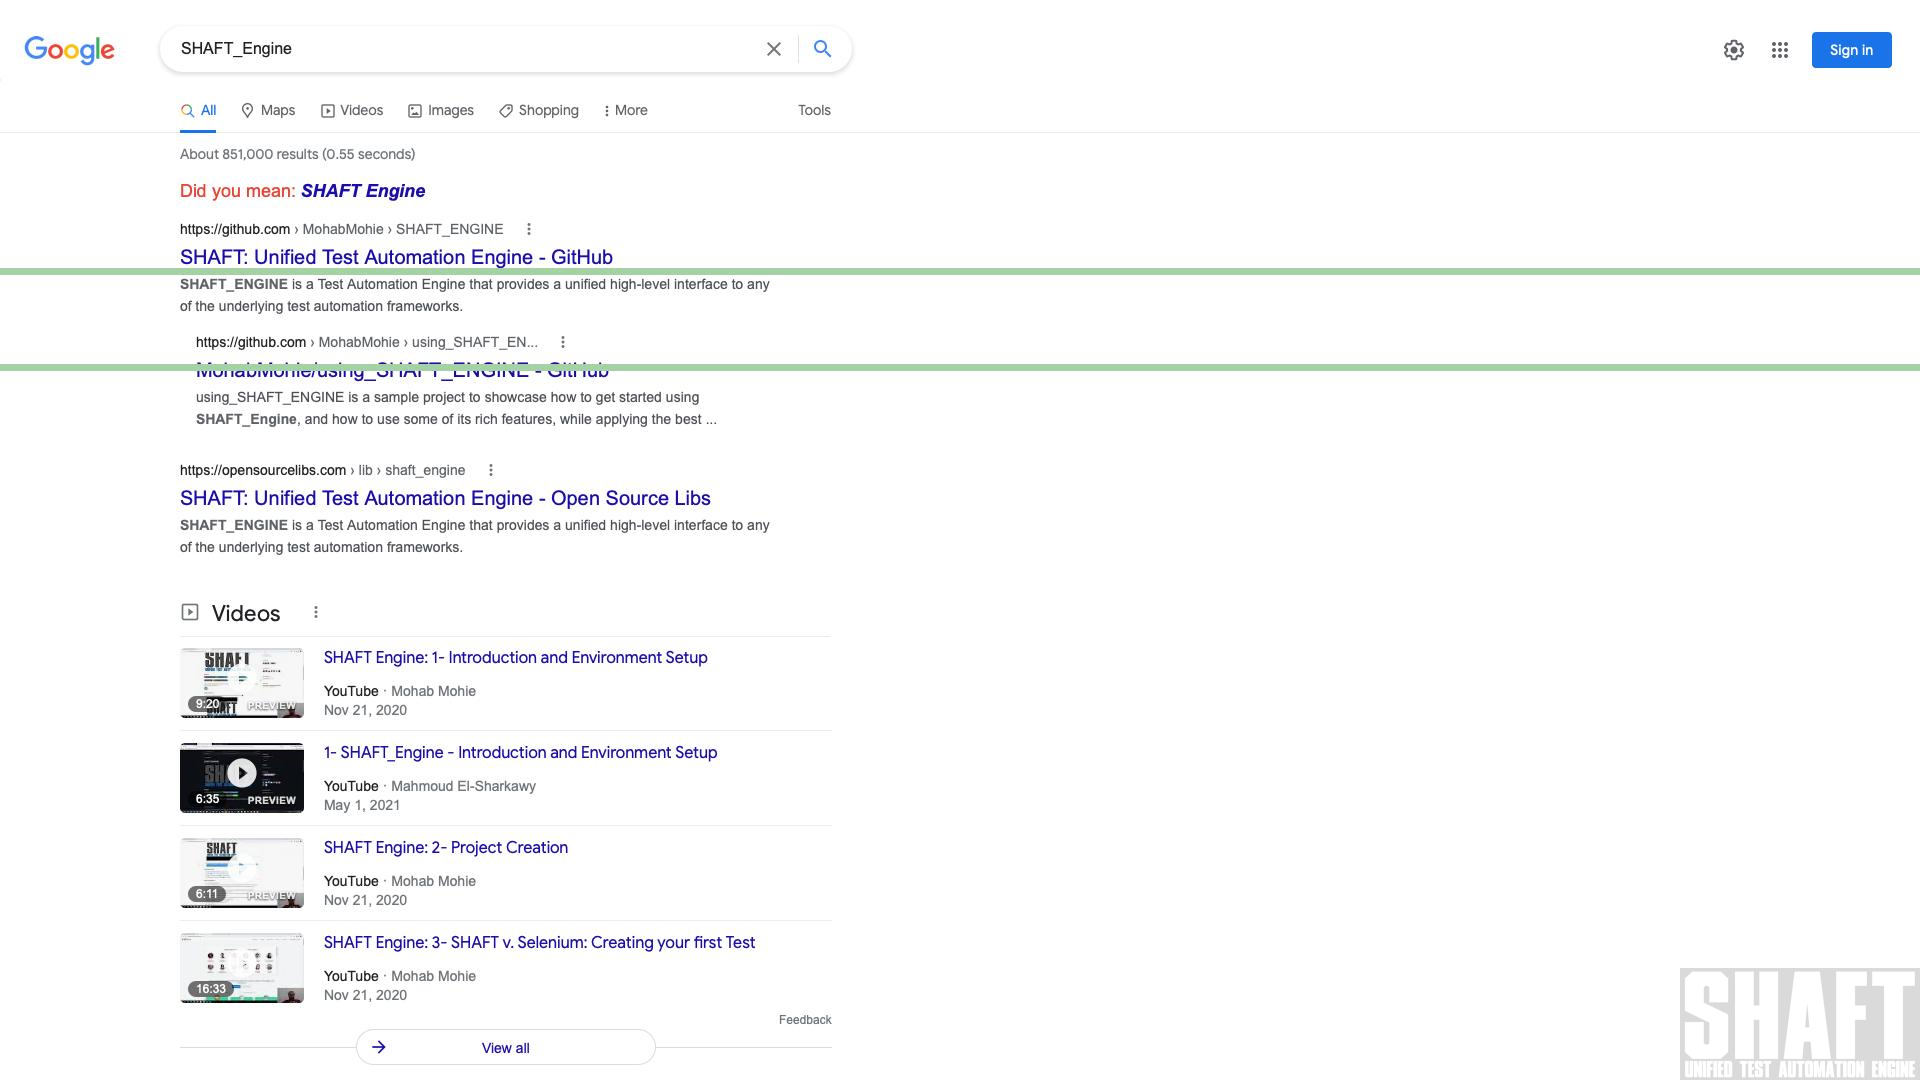 Google
SHAFT_Engine
Sign in
All Maps Videos Images Shopping More Tools
About 851,000 results (0.55 seconds)
Did you mean: SHAFT Engine
https://github.com › MohabMohie › SHAFT_ENGINE
SHAFT: Unified Test Automation Engine - GitHub
SHAFT_ENGINE is a Test Automation Engine that provides a unified high-level interface to any
of the underlying test automation frameworks.
https://github.com › MohabMohie › using_SHAFT_EN...
MohabMohie/using_SHAFT_ENGINE - GitHub
using_SHAFT_ENGINE is a sample project to showcase how to get started using
SHAFT_Engine, and how to use some of its rich features, while applying the best ...
https://opensourcelibs.com › lib › shaft_engine
SHAFT: Unified Test Automation Engine - Open Source Libs
SHAFT_ENGINE is a Test Automation Engine that provides a unified high-level interface to any
of the underlying test automation frameworks.
Videos
SHAFT
9:20 PREVIEW
SHAFT Engine: 1- Introduction and Environment Setup
YouTube · Mohab Mohie
Nov 21, 2020
6:35 PREVIEW
1- SHAFT_Engine - Introduction and Environment Setup
YouTube · Mahmoud El-Sharkawy
May 1, 2021
SHAFT
6:11 PREVIEW
SHAFT Engine: 2- Project Creation
YouTube · Mohab Mohie
Nov 21, 2020
16:33
SHAFT Engine: 3- SHAFT v. Selenium: Creating your first Test
YouTube · Mohab Mohie
Nov 21, 2020
Feedback
View all
SHAFT
UNIFIED TEST AUTOMATION ENGINE